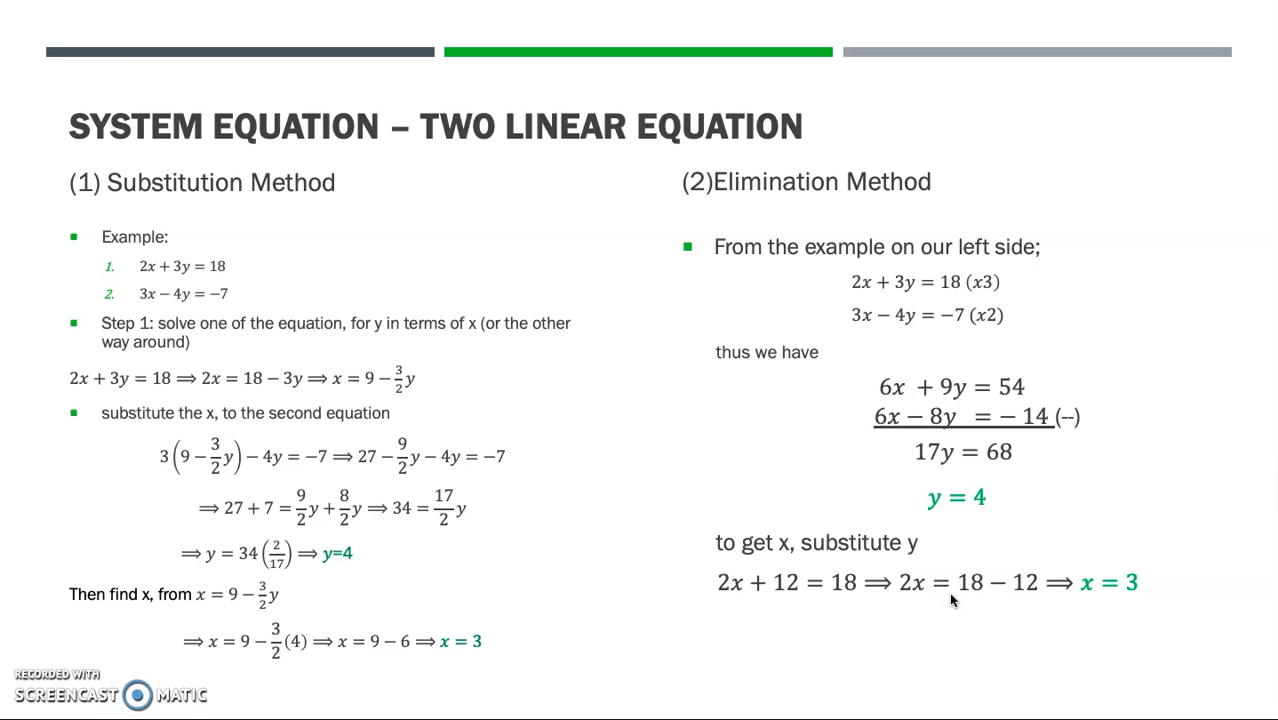 SYSTEM EQUATION – TWO LINEAR EQUATION
(1) Substitution Method
Example:
1. 2x + 3y = 18
2. 3x − 4y = −7
Step 1: solve one of the equation, for y in terms of x (or the other
way around)
2x + 3y = 18 ⟹ 2x = 18 − 3y ⟹ x = 9 − 3/2 y
substitute the x, to the second equation
3(9 − 3/2 y) − 4y = −7 ⟹ 27 − 9/2 y − 4y = −7
⟹ 27 + 7 = 9/2 y + 8/2 y ⟹ 34 = 17/2 y
⟹ y = 34 (2/17) ⟹ y=4
Then find x, from x = 9 − 3/2 y
⟹ x = 9 − 3/2 (4) ⟹ x = 9 − 6 ⟹ x = 3
(2)Elimination Method
From the example on our left side;
2x + 3y = 18 (x3)
3x − 4y = −7 (x2)
thus we have
6x + 9y = 54
6x − 8y = − 14 (--)
17y = 68
y = 4
to get x, substitute y
2x + 12 = 18 ⟹ 2x = 18 − 12 ⟹ x = 3
RECORDED WITH
SCREENCAST MATIC